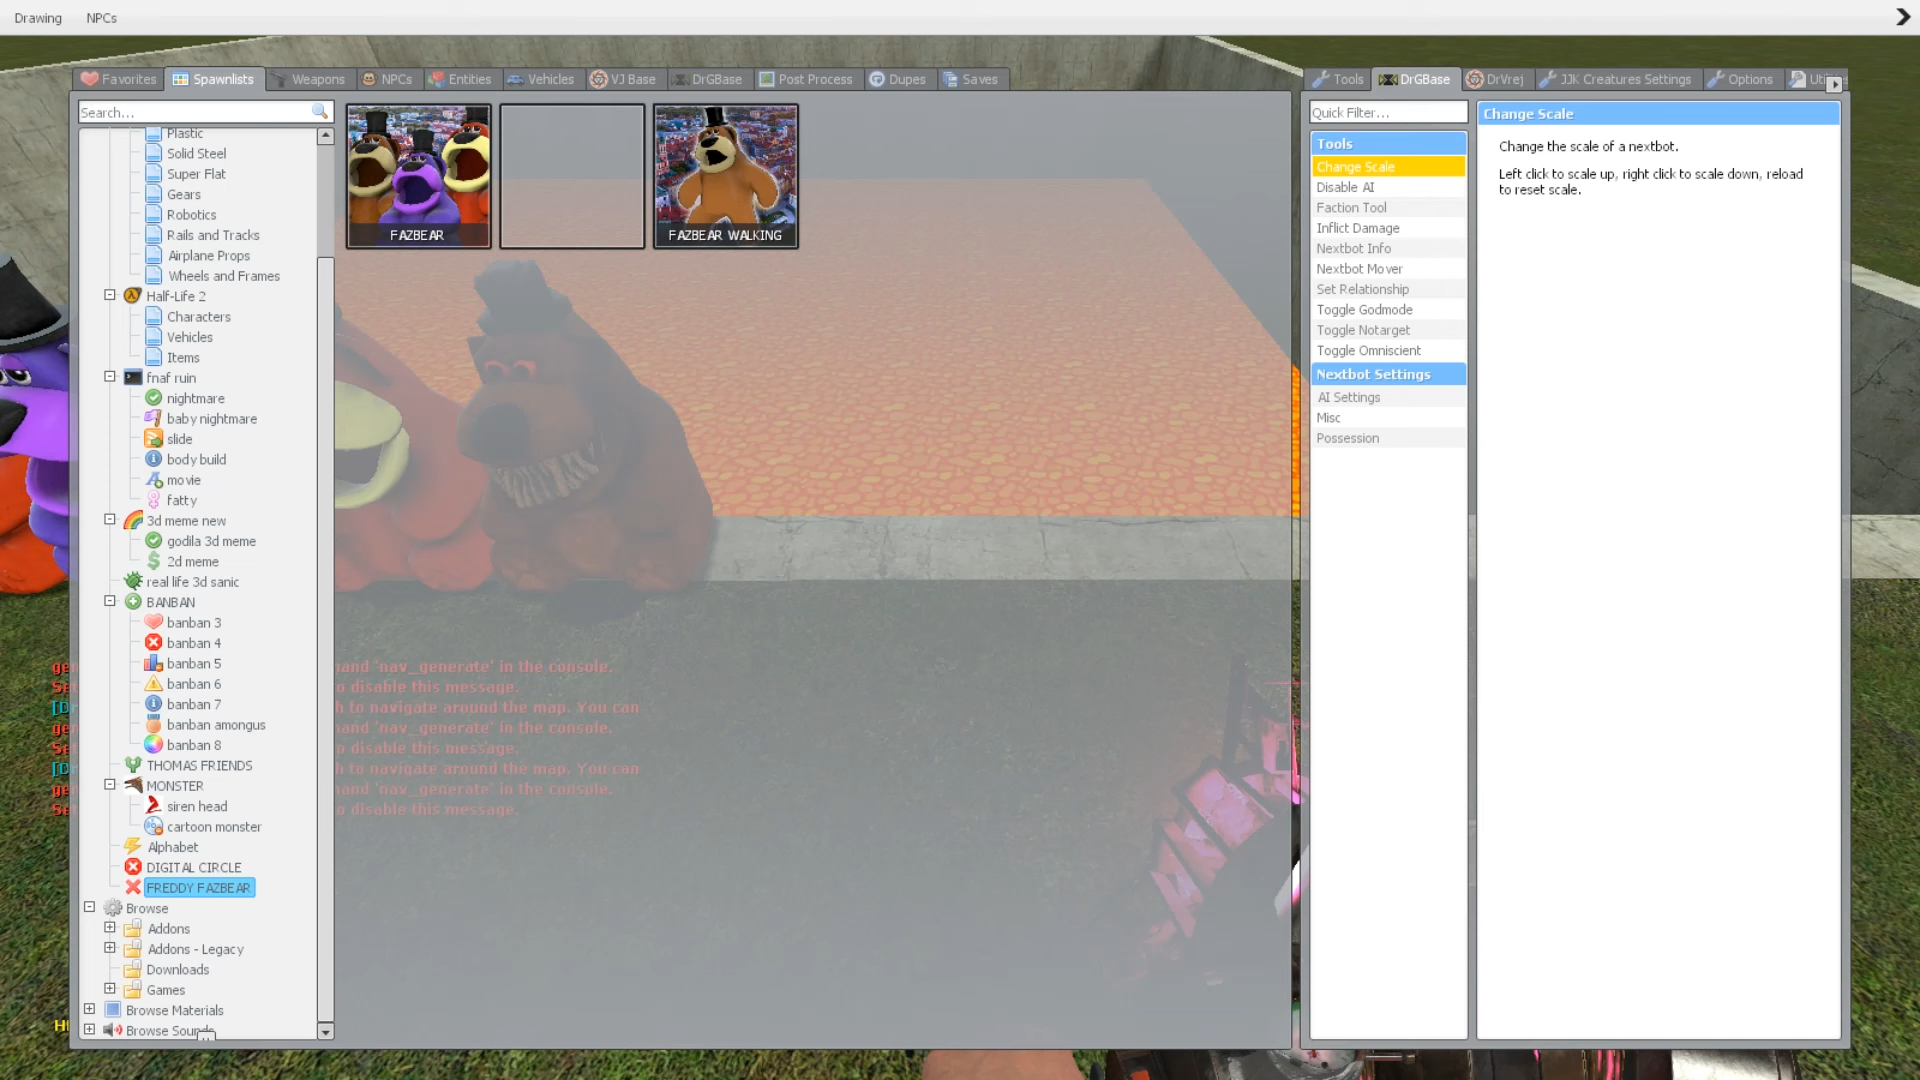 Drawing NPCs
Favorites Spawnlists Weapons NPCs Entities Vehicles VJ Base DrGBase Post Process Dupes Saves
Search...
Plastic
Solid Steel
Super Flat
Gears
Robotics
Rails and Tracks
Airplane Props
Wheels and Frames
Half-Life 2
Characters
Vehicles
Items
fnaf ruin
nightmare
baby nightmare
slide
body build
movie
fatty
3d meme new
godila 3d meme
2d meme
real life 3d sanic
BANBAN
banban 3
banban 4
banban 5
banban 6
banban 7
banban amongus
banban 8
THOMAS FRIENDS
MONSTER
siren head
cartoon monster
Alphabet
DIGITAL CIRCLE
FREDDY FAZBEAR
Browse
Addons
Addons - Legacy
Downloads
Games
Browse Materials
Browse Sounds
FAZBEAR
FAZBEAR WALKING
'nav_generate' in the console.
to disable this message.
to navigate around the map. You can
'nav_generate' in the console.
to disable this message.
to navigate around the map. You can
'nav_generate' in the console.
to disable this message.
Tools DrGBase DrVrej JJK Creatures Settings Options
Quick Filter...
Tools
Change Scale
Disable AI
Faction Tool
Inflict Damage
Nextbot Info
Nextbot Mover
Set Relationship
Toggle Godmode
Toggle Notarget
Toggle Omniscient
Nextbot Settings
AI Settings
Misc
Possession
Change Scale
Change the scale of a nextbot.
Left click to scale up, right click to scale down, reload
to reset scale.